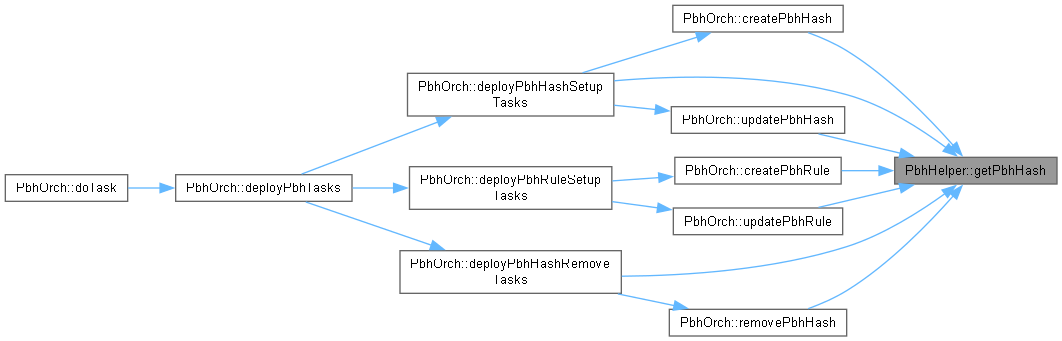 PbhOrch::createPbhHash
PbhOrch::deployPbhHashSetup
Tasks
PbhOrch::updatePbhHash
PbhOrch::doTask
PbhOrch::deployPbhTasks
PbhOrch::deployPbhRuleSetup
Tasks
PbhOrch::createPbhRule
PbhHelper::getPbhHash
PbhOrch::updatePbhRule
PbhOrch::deployPbhHashRemove
Tasks
PbhOrch::removePbhHash